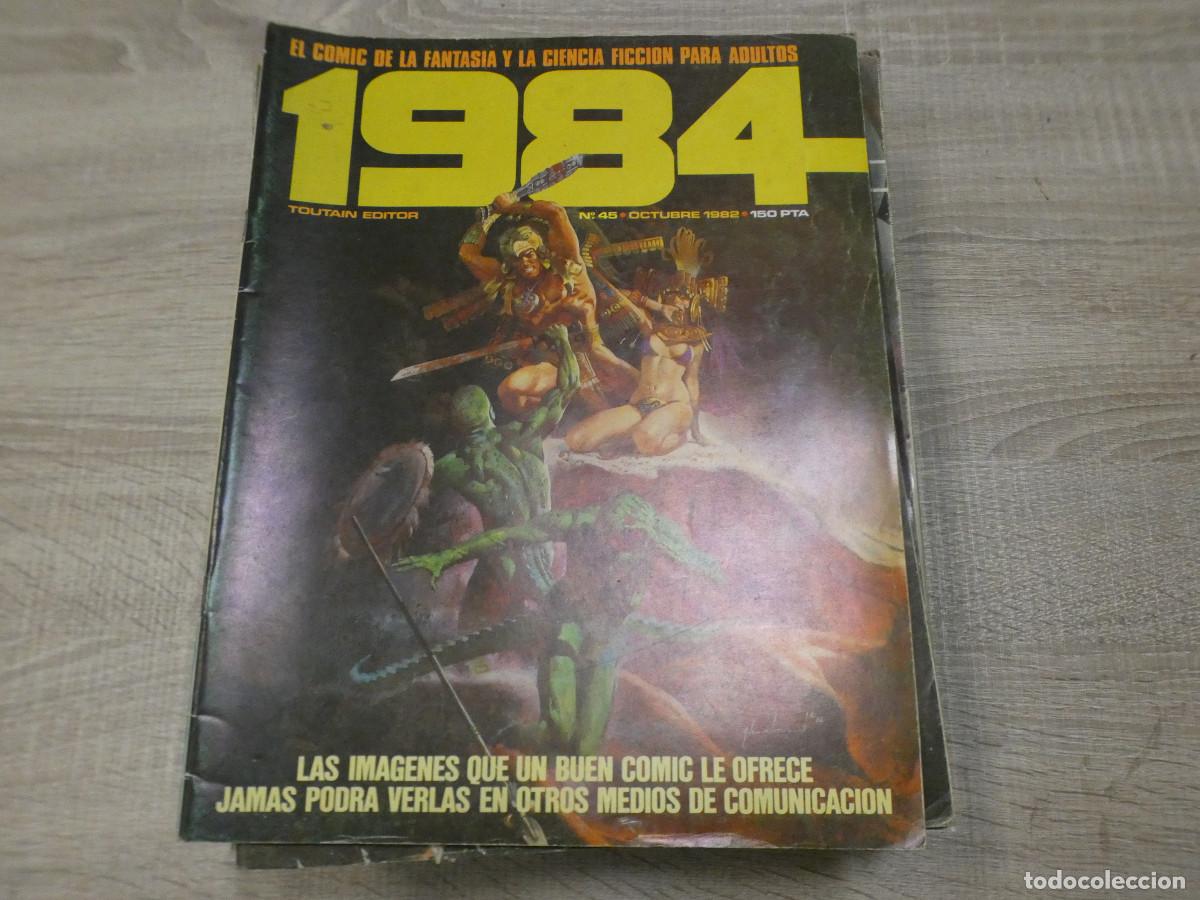 EL COMIC DE LA FANTASIA Y LA CIENCIA FICCION PARA ADULTOS
1984
TOUTAIN EDITOR
Nº 45 • OCTUBRE 1982 • 150 PTA
LAS IMAGENES QUE UN BUEN COMIC LE OFRECE
JAMAS PODRA VERLAS EN OTROS MEDIOS DE COMUNICACION
todocoleccion